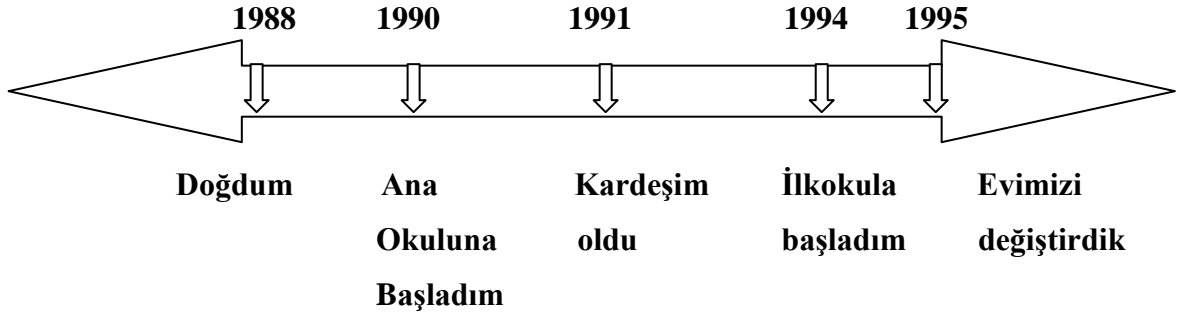 1988 1990 1991 1994 1995
Doğdum Ana Kardeşim İlkokula Evimizi
Okuluna oldu başladım değiştirdik
Başladım